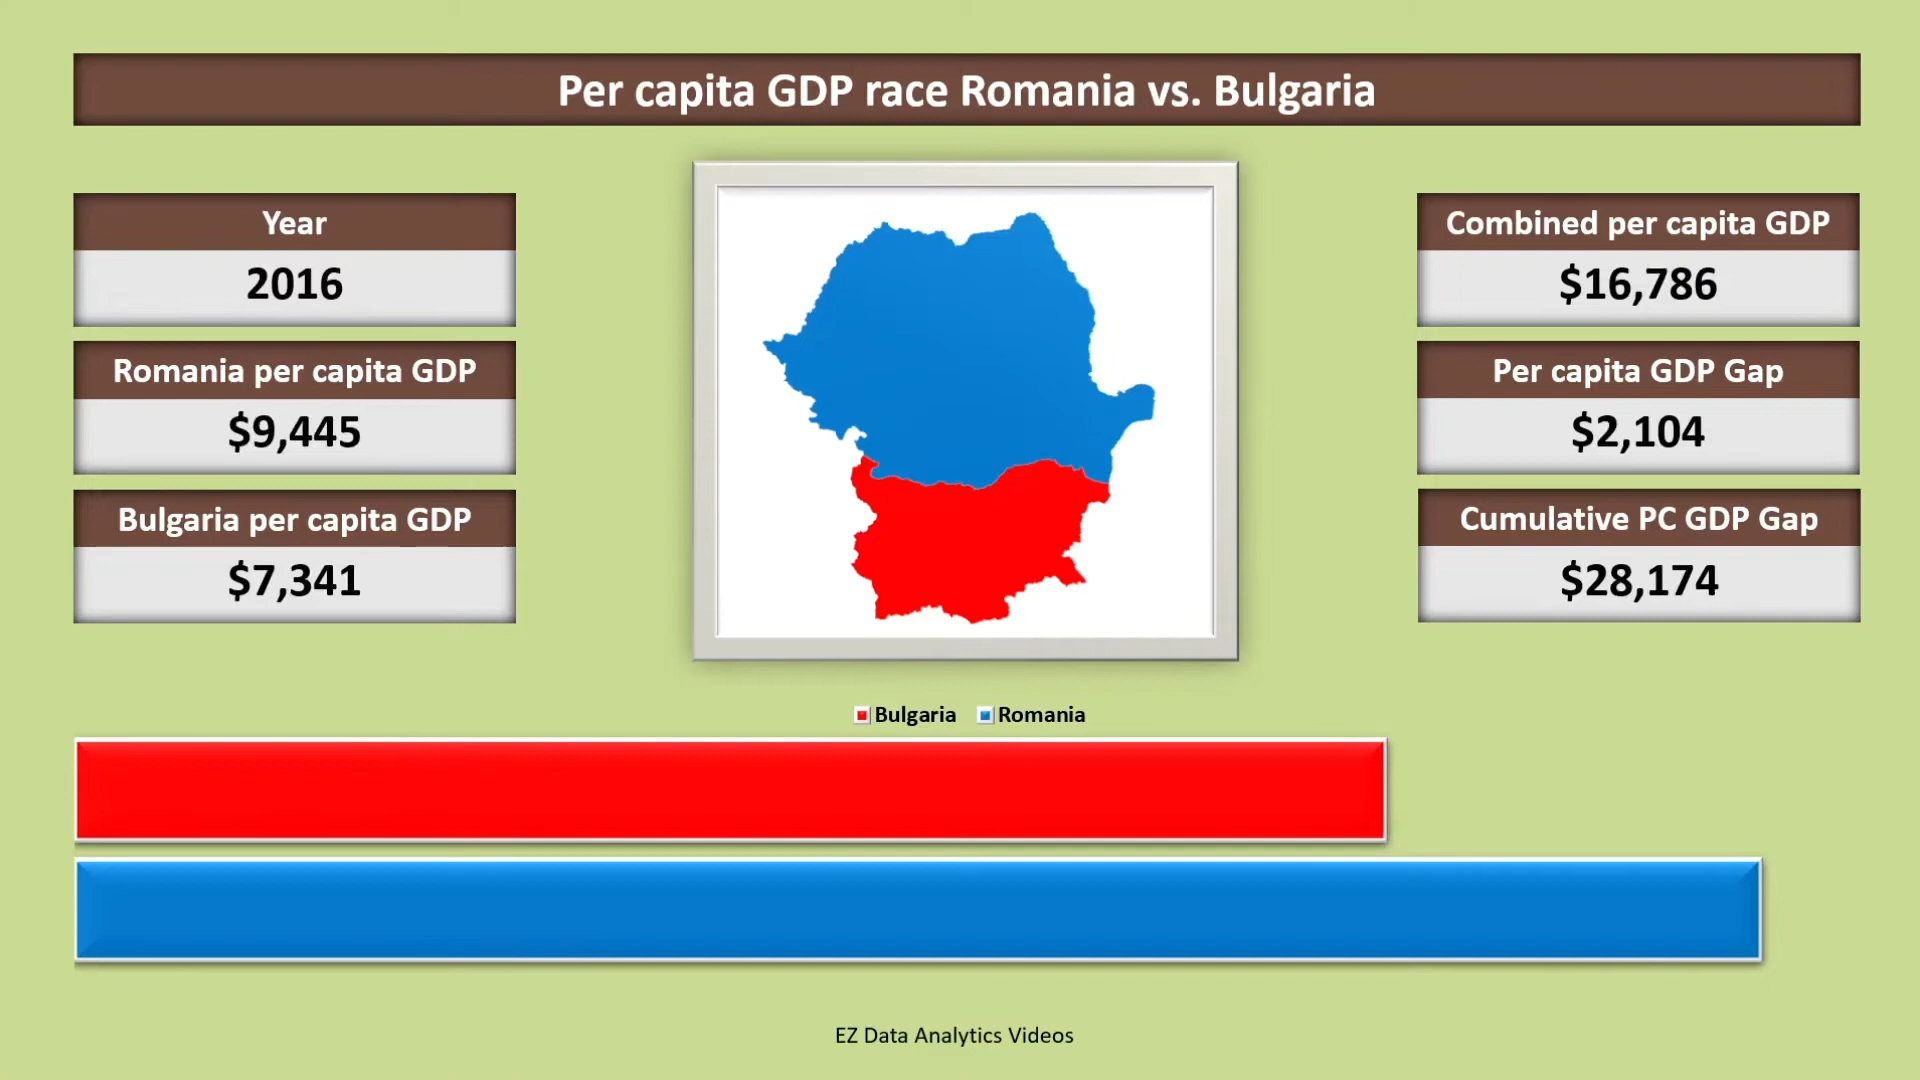 Per capita GDP race Romania vs. Bulgaria
Year
2016
Romania per capita GDP
$9,445
Bulgaria per capita GDP
$7,341
Combined per capita GDP
$16,786
Per capita GDP Gap
$2,104
Cumulative PC GDP Gap
$28,174
Bulgaria Romania
EZ Data Analytics Videos